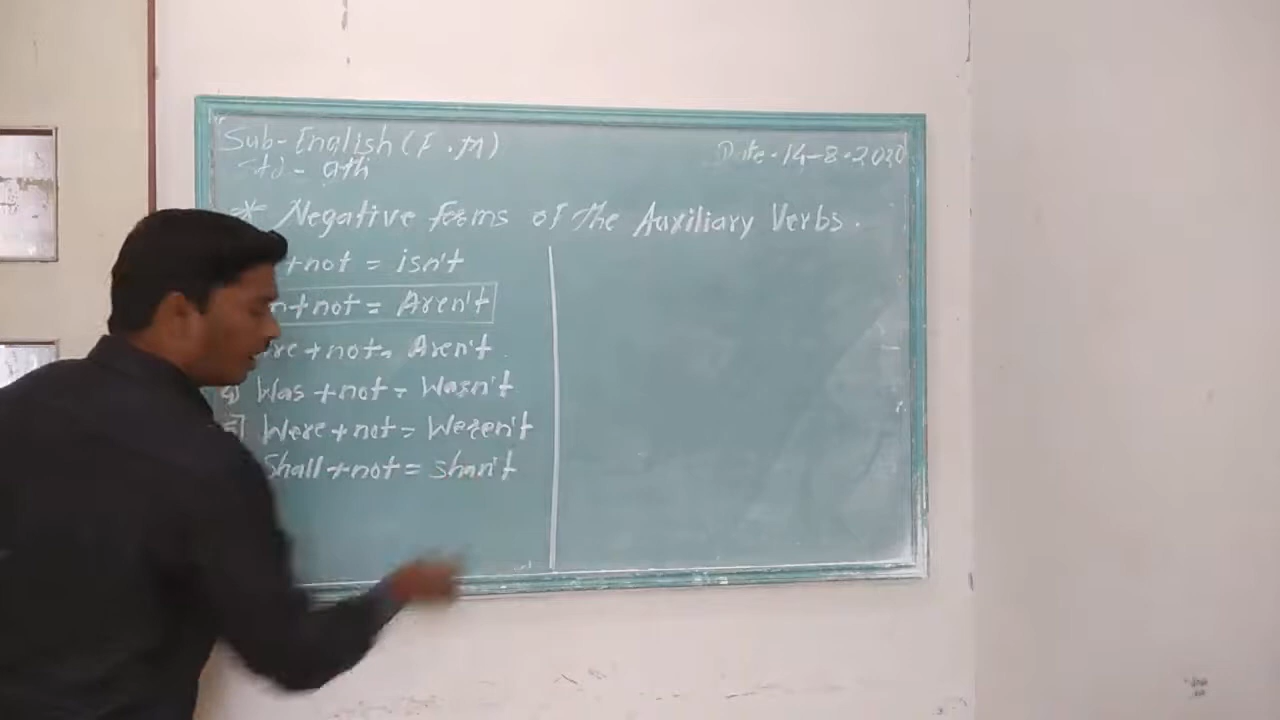 Sub-English (F.M)
Date-14-8-2020
Std- 9th
* Negative forms of the Auxiliary Verbs.
+not = isn't
+not = Aren't
+not = Aren't
Was +not = Wasn't
5] Were +not = Weren't
Shall +not = shan't